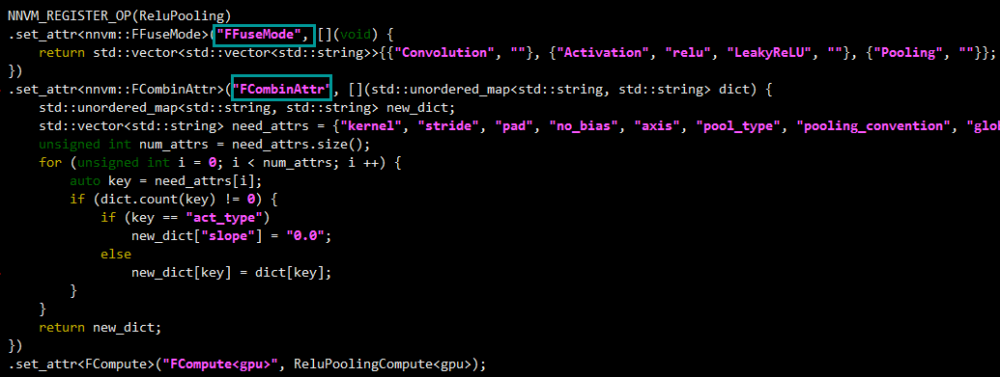 NNVM_REGISTER_OP(ReluPooling)
.set_attr<nnvm::FFuseMode>("FFuseMode", [](void) {
    return std::vector<std::vector<std::string>>{{"Convolution", ""}, {"Activation", "relu", "LeakyReLU", ""}, {"Pooling", ""}};
})
.set_attr<nnvm::FCombinAttr>("FCombinAttr", [](std::unordered_map<std::string, std::string> dict) {
    std::unordered_map<std::string, std::string> new_dict;
    std::vector<std::string> need_attrs = {"kernel", "stride", "pad", "no_bias", "axis", "pool_type", "pooling_convention", "glob
    unsigned int num_attrs = need_attrs.size();
    for (unsigned int i = 0; i < num_attrs; i ++) {
        auto key = need_attrs[i];
        if (dict.count(key) != 0) {
            if (key == "act_type")
                new_dict["slope"] = "0.0";
            else
                new_dict[key] = dict[key];
        }
    }
    return new_dict;
})
.set_attr<FCompute>("FCompute<gpu>", ReluPoolingCompute<gpu>);